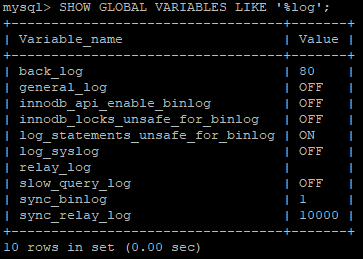 mysql> SHOW GLOBAL VARIABLES LIKE '%log';
+--------------------------------+-------+
| Variable_name                  | Value |
+--------------------------------+-------+
| back_log                       | 80    |
| general_log                    | OFF   |
| innodb_api_enable_binlog       | OFF   |
| innodb_locks_unsafe_for_binlog | OFF   |
| log_statements_unsafe_for_binlog | ON    |
| log_syslog                     | OFF   |
| relay_log                      |       |
| slow_query_log                 | OFF   |
| sync_binlog                    | 1     |
| sync_relay_log                 | 10000 |
+--------------------------------+-------+
10 rows in set (0.00 sec)